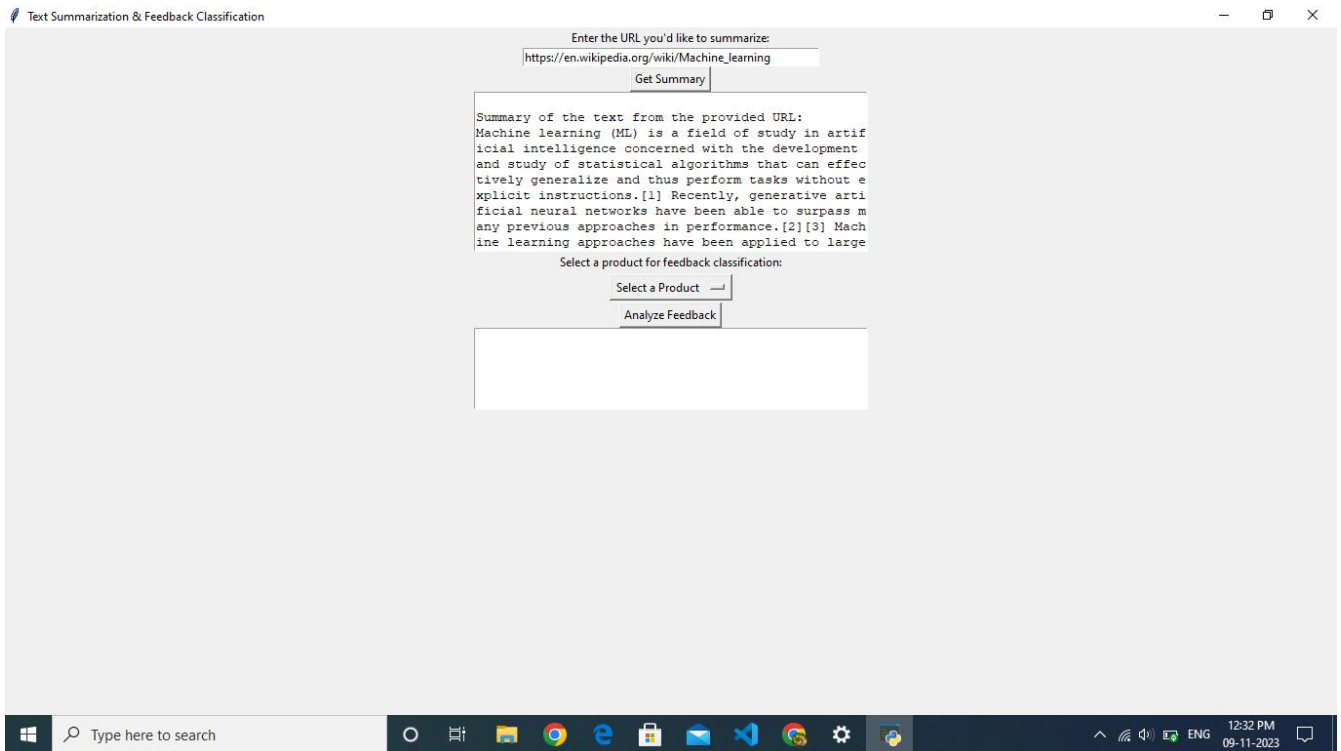 Text Summarization & Feedback Classification
Enter the URL you'd like to summarize:
https://en.wikipedia.org/wiki/Machine_learning
Get Summary
Summary of the text from the provided URL:
Machine learning (ML) is a field of study in artif
icial intelligence concerned with the development
and study of statistical algorithms that can effec
tively generalize and thus perform tasks without e
xplicit instructions.[1] Recently, generative arti
ficial neural networks have been able to surpass m
any previous approaches in performance.[2][3] Mach
ine learning approaches have been applied to large
Select a product for feedback classification:
Select a Product
Analyze Feedback
Type here to search
ENG
12:32 PM
09-11-2023